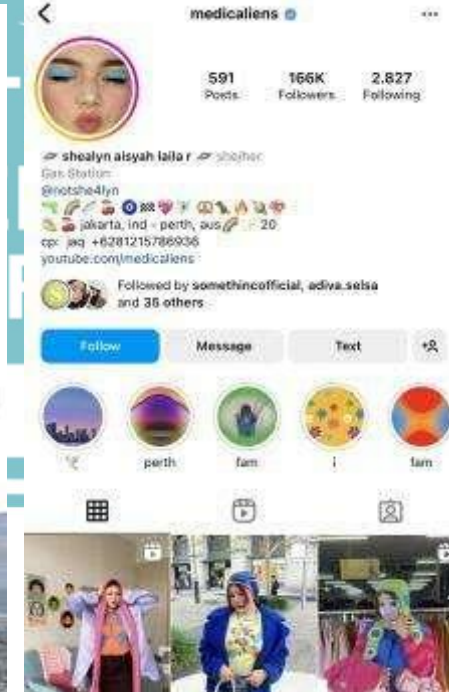 medicaliens
591 166K 2.827
Posts Followers Following
shealyn aisyah laila r she/her
Gas Station
@notshe4lyn
jakarta, ind - perth, aus 20
cp: jaq +6281215786936
youtube.com/medicaliens
Followed by somethincofficial, adiva.selsa
and 36 others
Follow Message Text
perth fam i fam